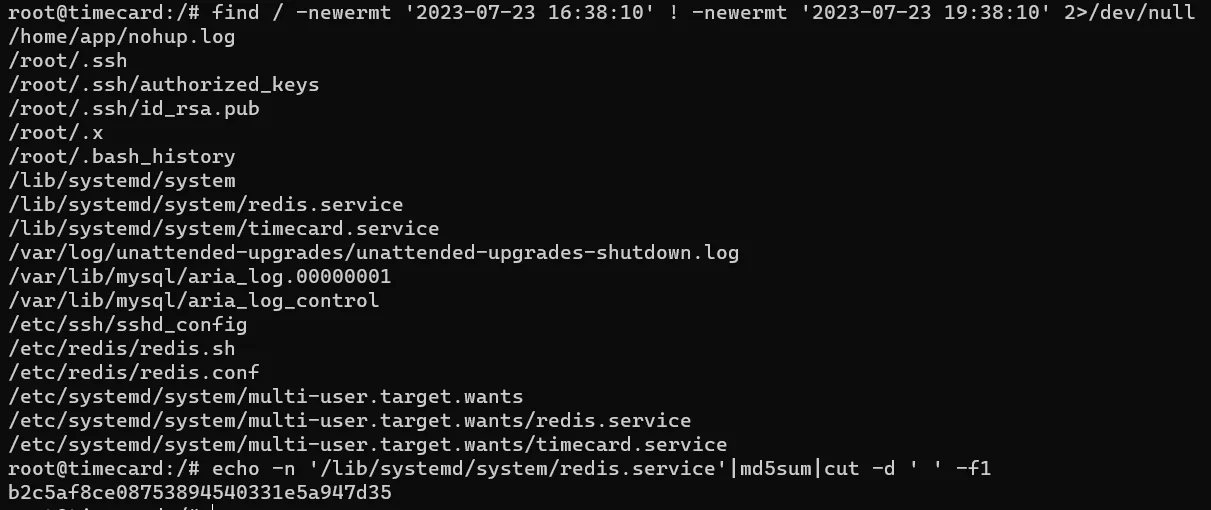 root@timecard:/# find / -newermt '2023-07-23 16:38:10' ! -newermt '2023-07-23 19:38:10' 2>/dev/null
/home/app/nohup.log
/root/.ssh
/root/.ssh/authorized_keys
/root/.ssh/id_rsa.pub
/root/.x
/root/.bash_history
/lib/systemd/system
/lib/systemd/system/redis.service
/lib/systemd/system/timecard.service
/var/log/unattended-upgrades/unattended-upgrades-shutdown.log
/var/lib/mysql/aria_log.00000001
/var/lib/mysql/aria_log_control
/etc/ssh/sshd_config
/etc/redis/redis.sh
/etc/redis/redis.conf
/etc/systemd/system/multi-user.target.wants
/etc/systemd/system/multi-user.target.wants/redis.service
/etc/systemd/system/multi-user.target.wants/timecard.service
root@timecard:/# echo -n '/lib/systemd/system/redis.service'|md5sum|cut -d ' ' -f1
b2c5af8ce08753894540331e5a947d35